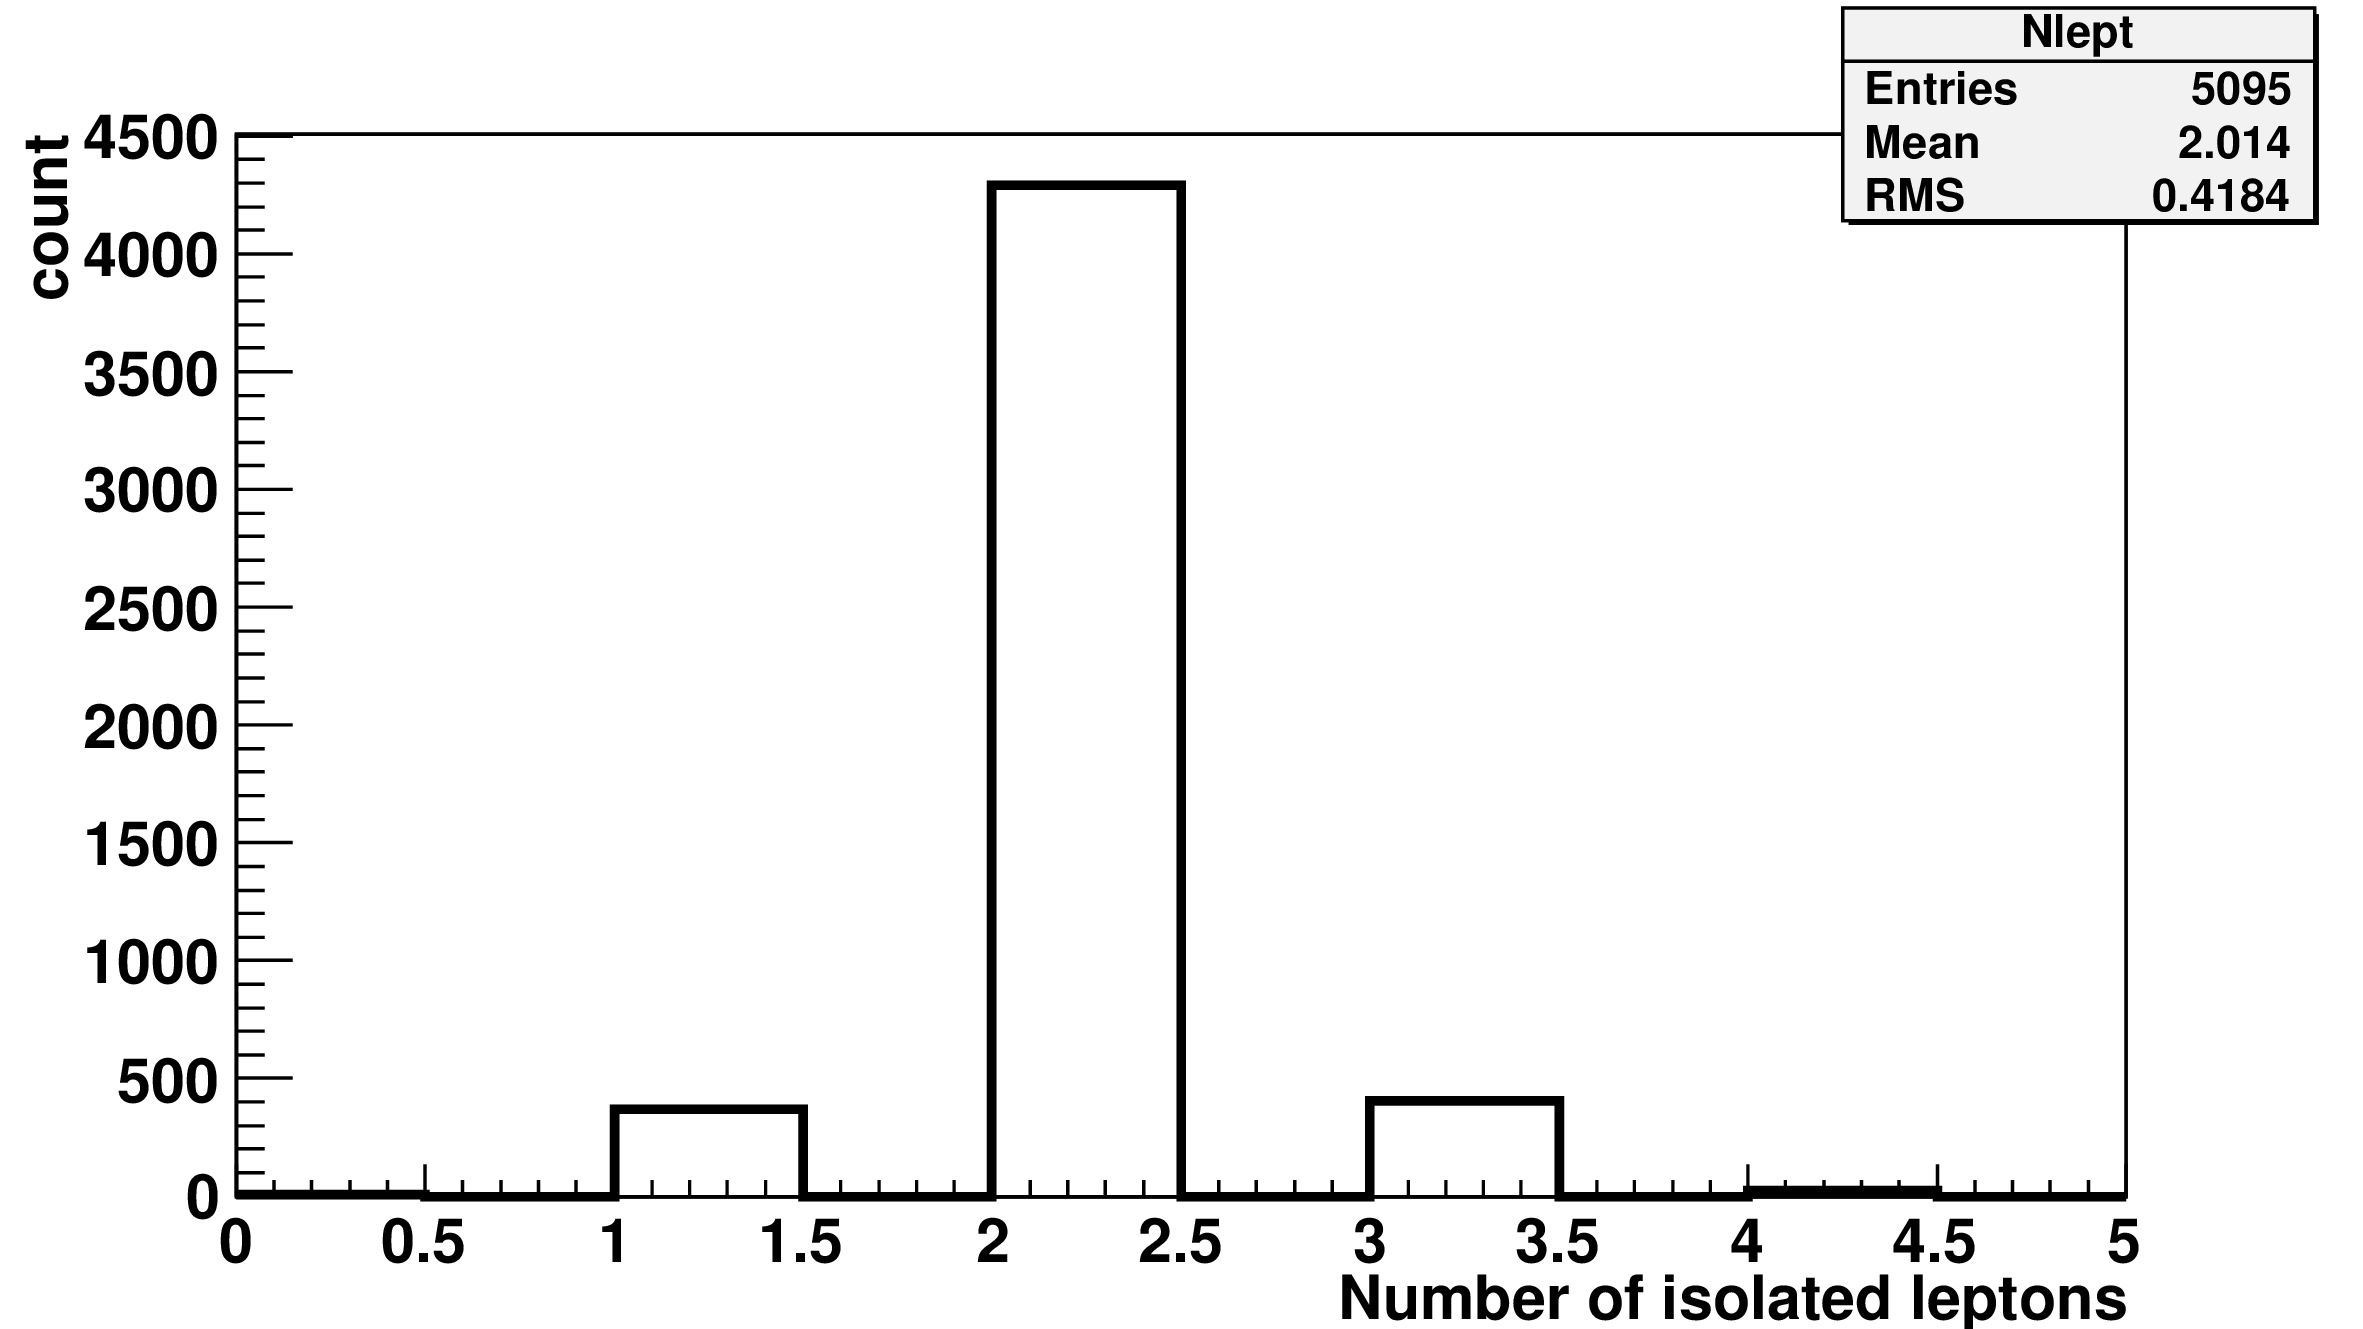 Nlept
Entries 5095
Mean 2.014
RMS 0.4184
count
4500
4000
3500
3000
2500
2000
1500
1000
500
0
0 0.5 1 1.5 2 2.5 3 3.5 4 4.5 5
Number of isolated leptons